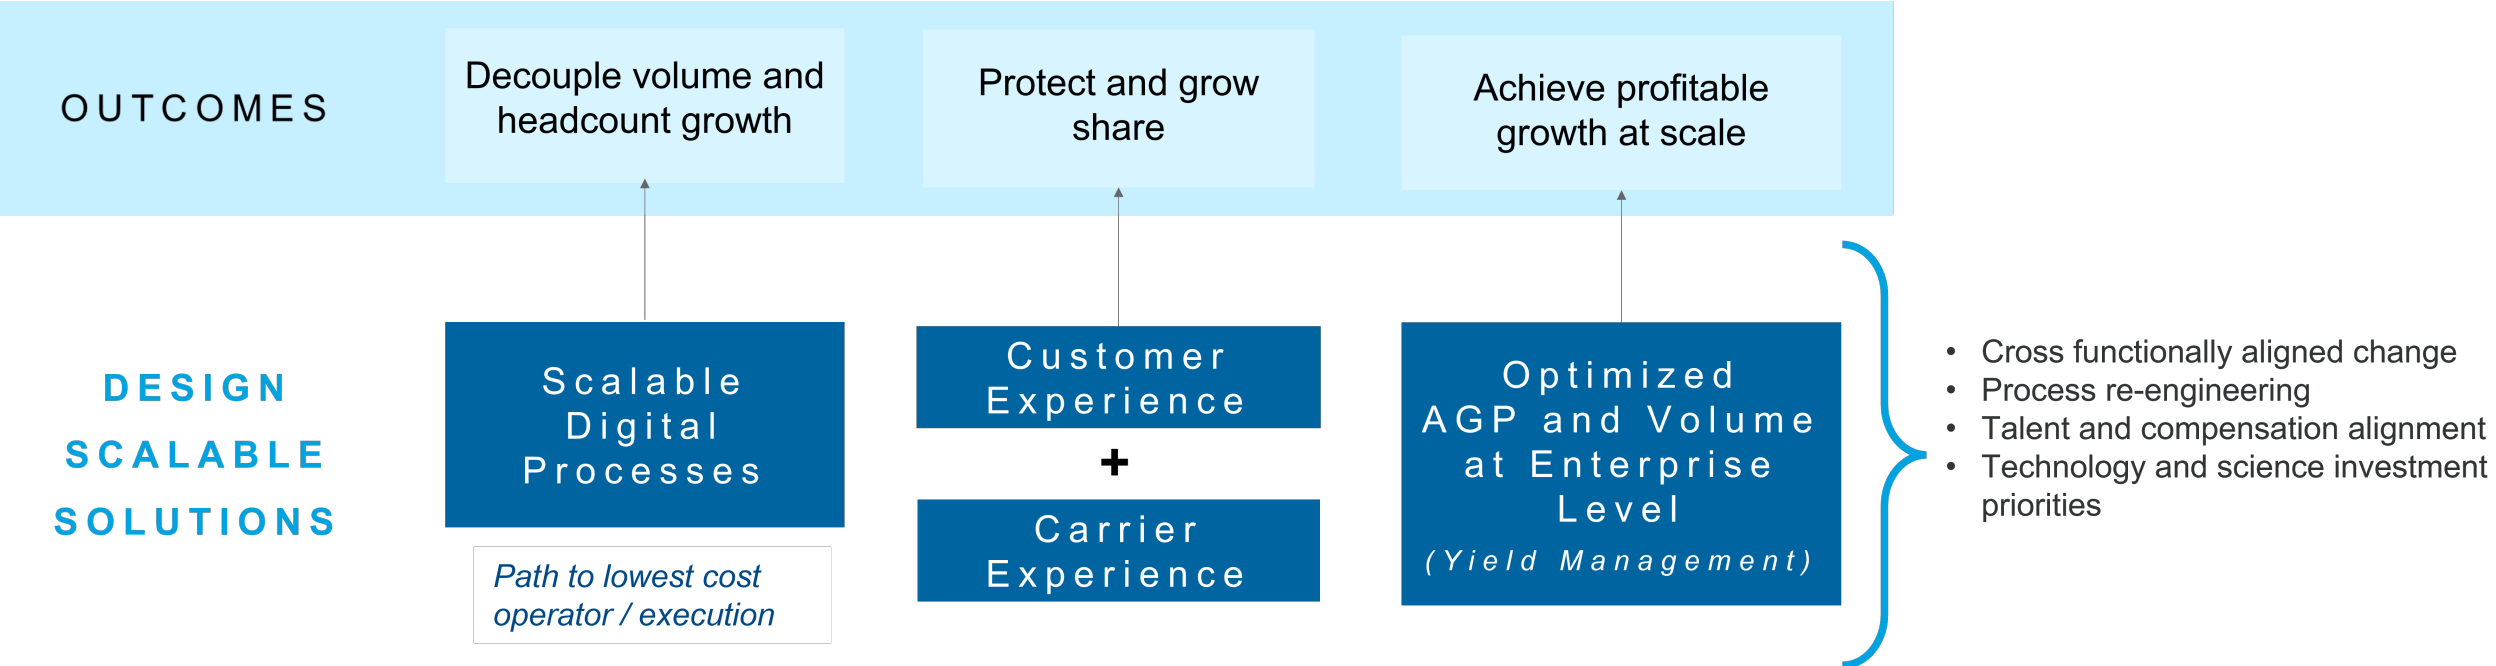 OUTCOMES
Decouple volume and
headcount growth
Protect and grow
share
Achieve profitable
growth at scale
DESIGN
SCALABLE
SOLUTIONS
Scalable
Digital
Processes
Path to lowest cost
operator / execution
Customer
Experience
+
Carrier
Experience
Optimized
AGP and Volume
at Enterprise
Level
(Yield Management)
• Cross functionally aligned change
• Process re-engineering
• Talent and compensation alignment
• Technology and science investment
priorities